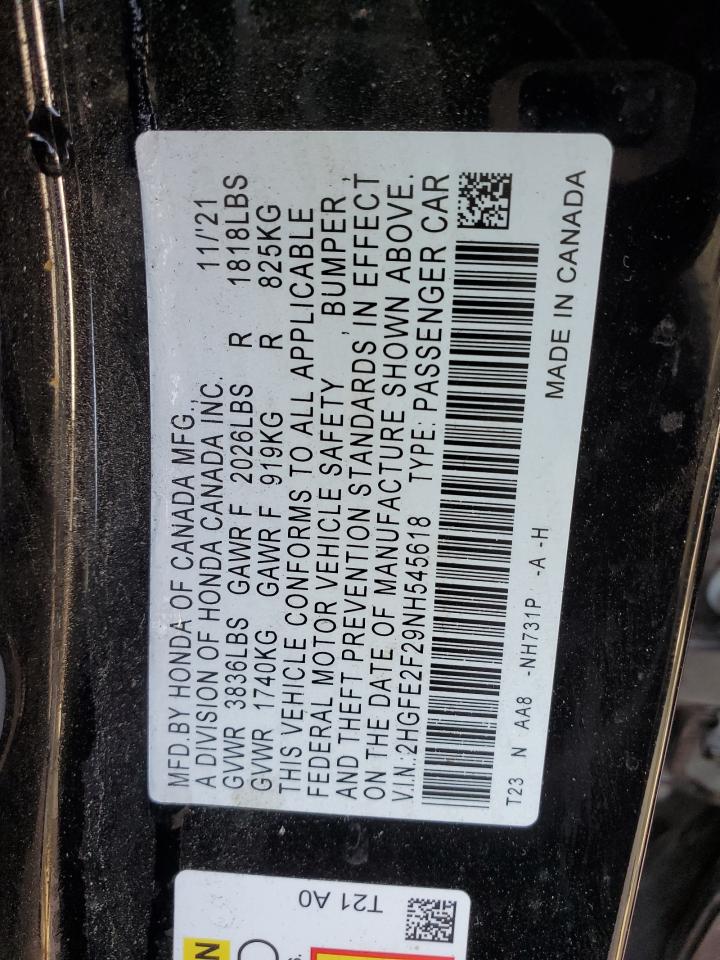 MFD.BY HONDA OF CANADA MFG.,
A DIVISION OF HONDA CANADA INC. 11/'21
GVWR 3836LBS GAWR F 2026LBS R 1818LBS
GVWR 1740KG GAWR F 919KG R 825KG
THIS VEHICLE CONFORMS TO ALL APPLICABLE
FEDERAL MOTOR VEHICLE SAFETY , BUMPER ,
AND THEFT PREVENTION STANDARDS IN EFFECT
ON THE DATE OF MANUFACTURE SHOWN ABOVE.
V.I.N.:2HGFE2F29NH545618 TYPE: PASSENGER CAR
T23 N AA8 -NH731P -A -H
MADE IN CANADA
T21 A0